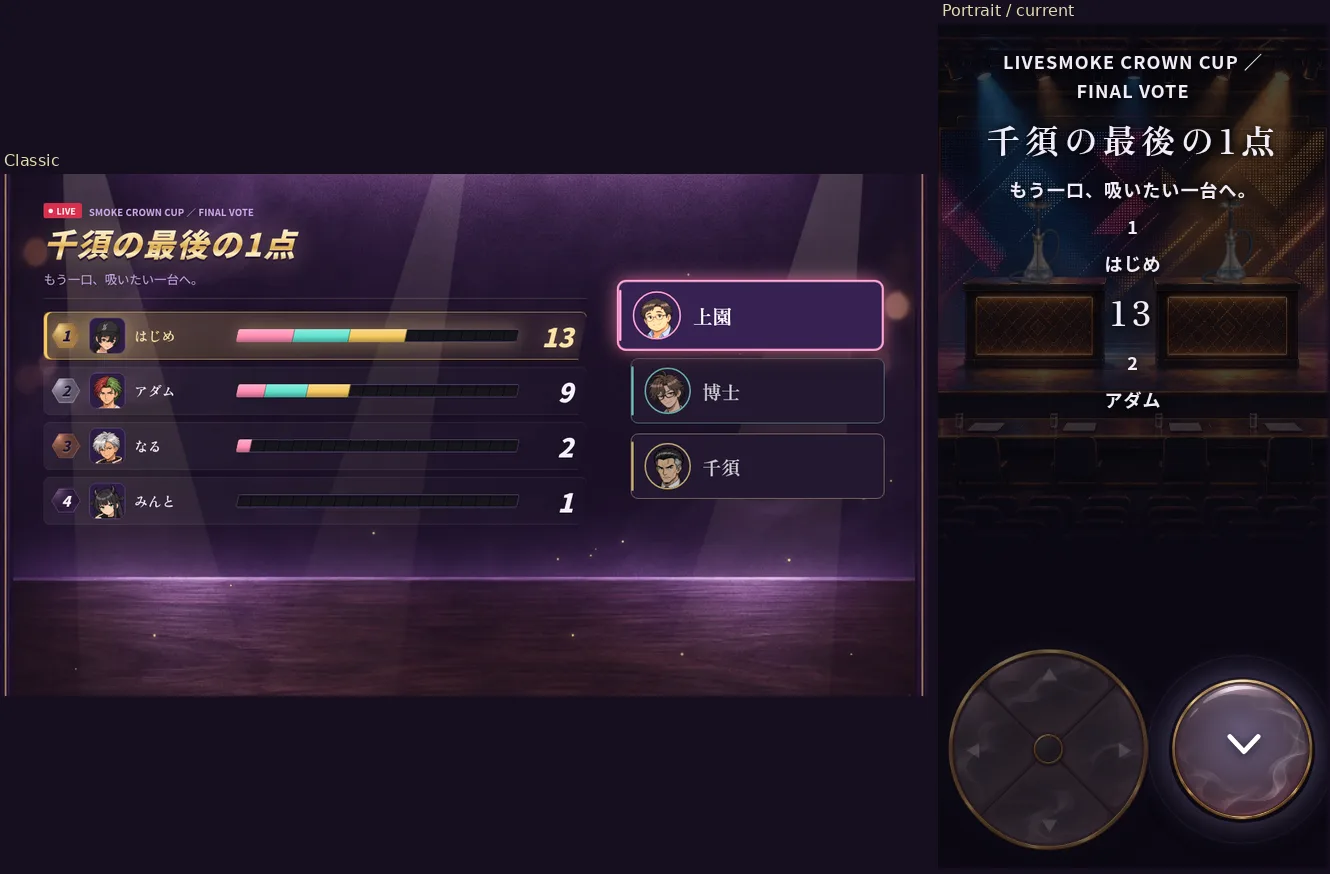 Classic
LIVE SMOKE CROWN CUP ／ FINAL VOTE
千須の最後の1点
もう一口、吸いたい一台へ。
1 はじめ 13
2 アダム 9
3 なる 2
4 みんと 1
上園
博士
千須
Portrait / current
LIVESMOKE CROWN CUP ／
FINAL VOTE
千須の最後の1点
もう一口、吸いたい一台へ。
1
はじめ
13
2
アダム